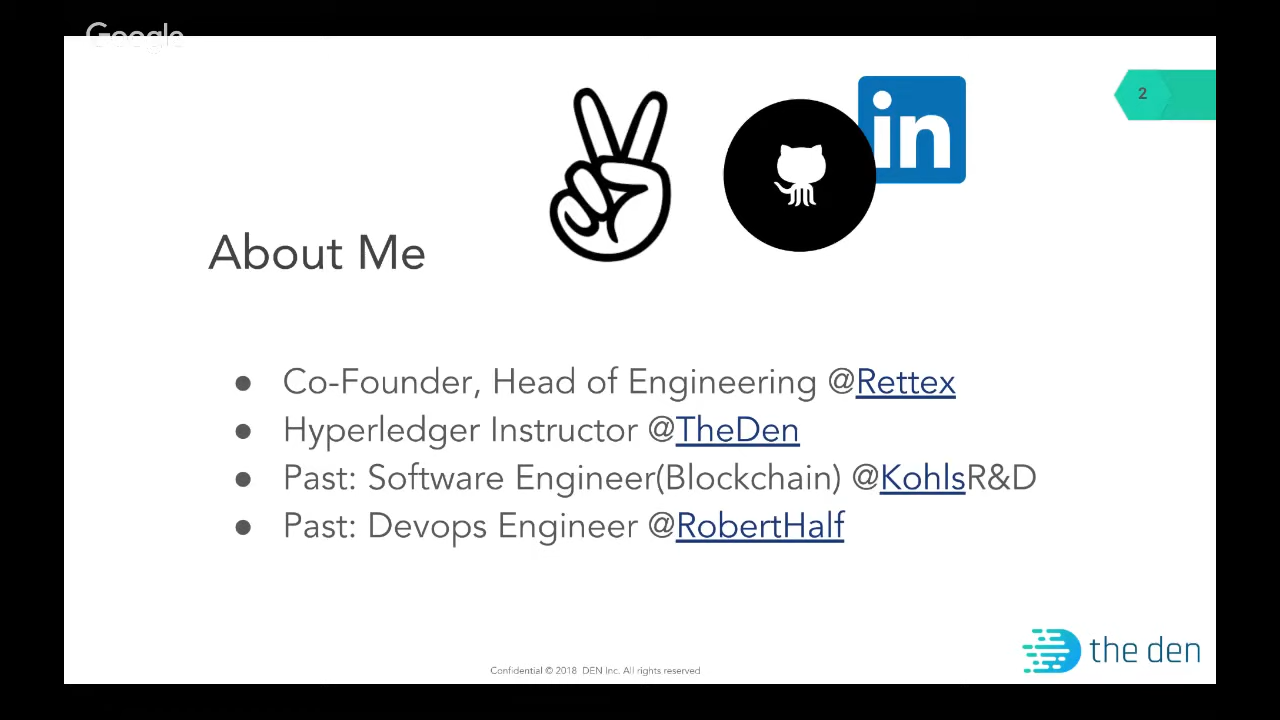 Google
2
in
About Me
● Co-Founder, Head of Engineering @Rettex
● Hyperledger Instructor @TheDen
● Past: Software Engineer(Blockchain) @KohlsR&D
● Past: Devops Engineer @RobertHalf
the den
Confidential © 2018 DEN Inc. All rights reserved